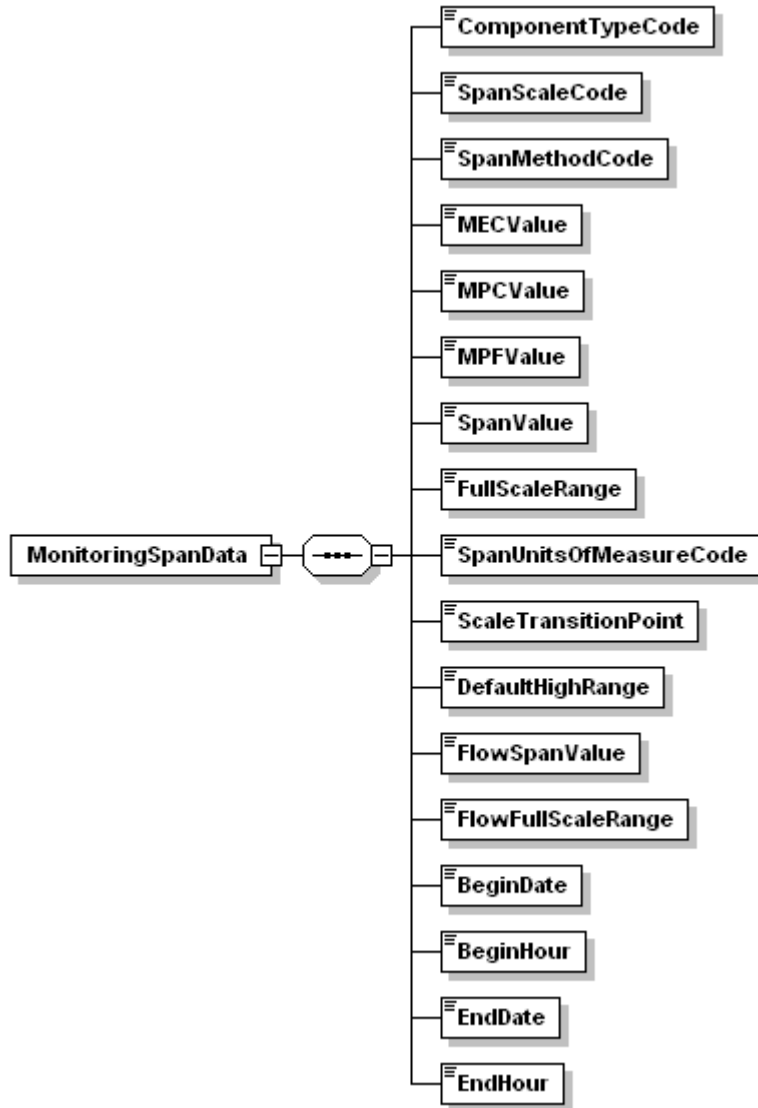 ComponentTypeCode
SpanScaleCode
SpanMethodCode
MECValue
MPCValue
MPFValue
SpanValue
FullScaleRange
MonitoringSpanData
SpanUnitsOfMeasureCode
ScaleTransitionPoint
DefaultHighRange
FlowSpanValue
FlowFullScaleRange
BeginDate
BeginHour
EndDate
EndHour